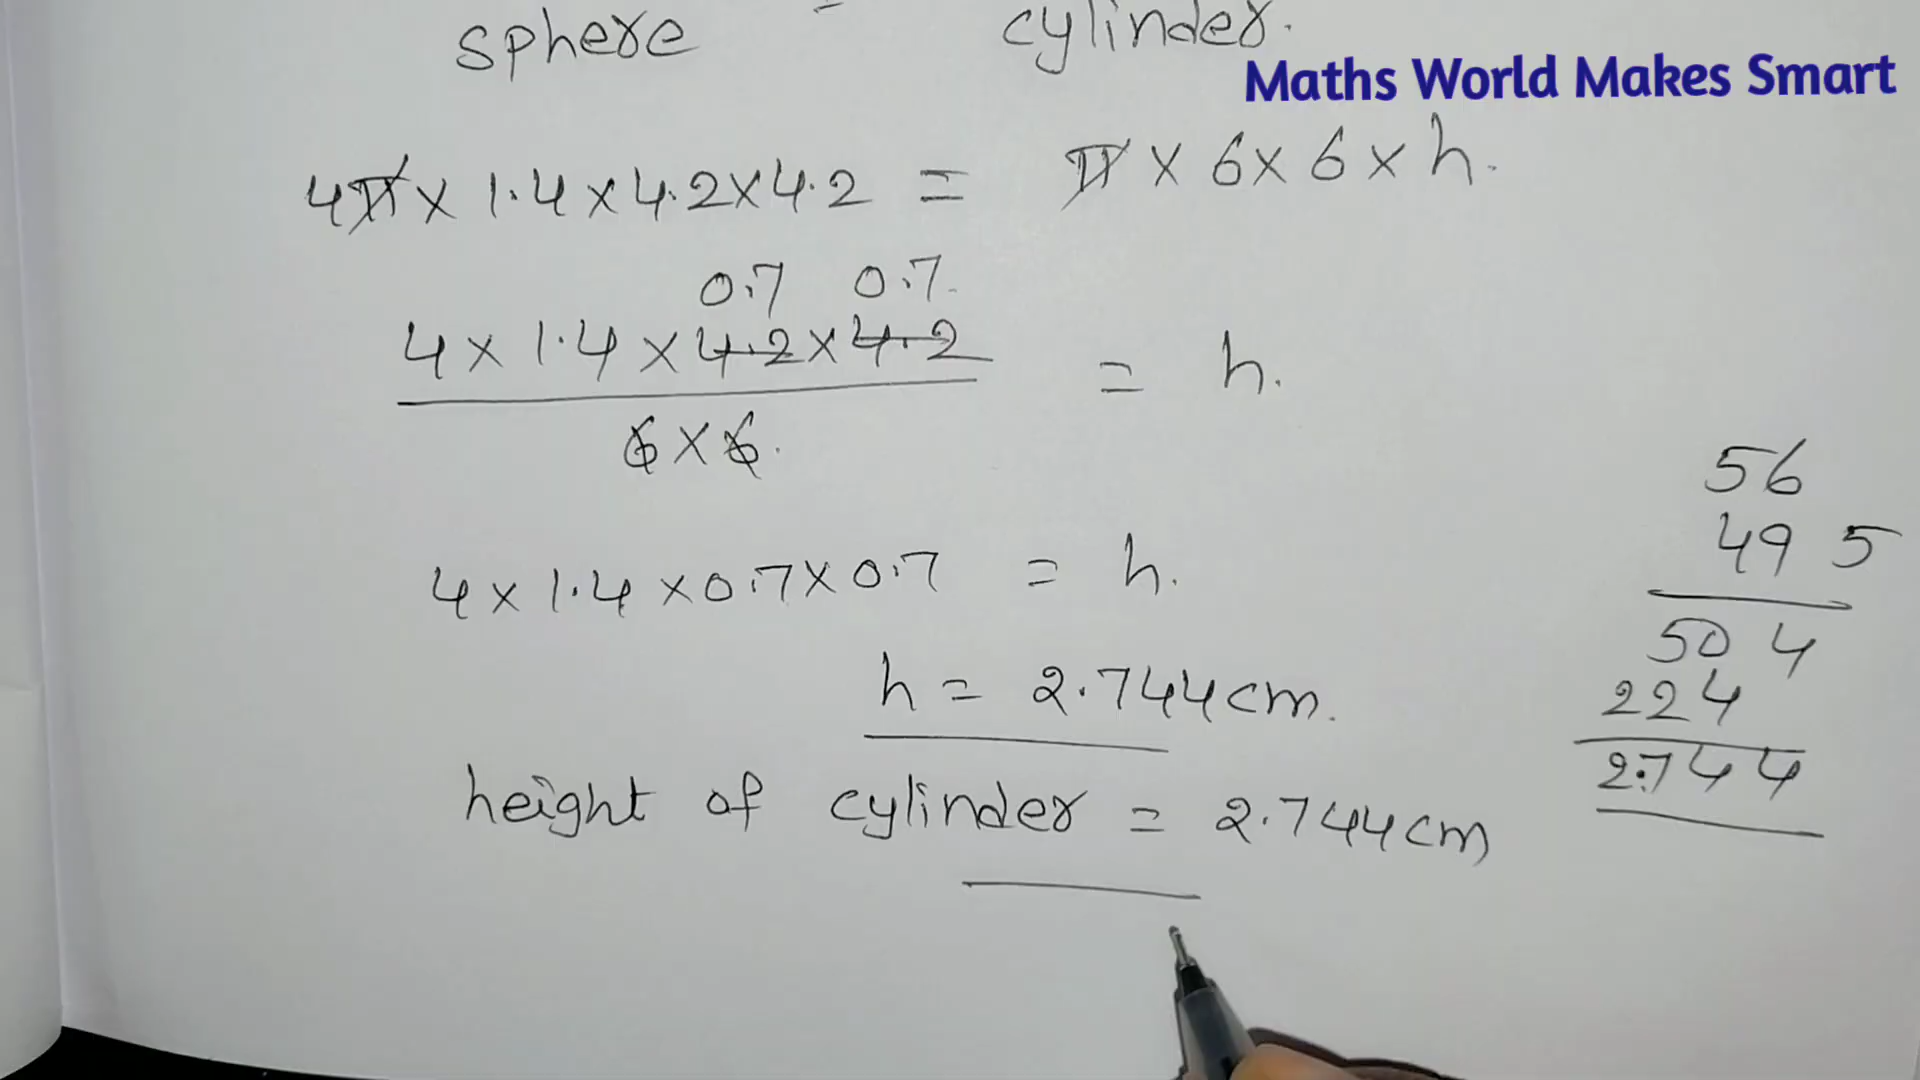 sphere = cylinder.
Maths World Makes Smart
4π × 1.4 × 4.2 × 4.2 = π × 6 × 6 × h.
0.7 0.7
4 × 1.4 × 4.2 × 4.2 = h.
6 × 6.
4 × 1.4 × 0.7 × 0.7 = h.
h = 2.744cm.
height of cylinder = 2.744cm
56
49 5
504
224
2.744